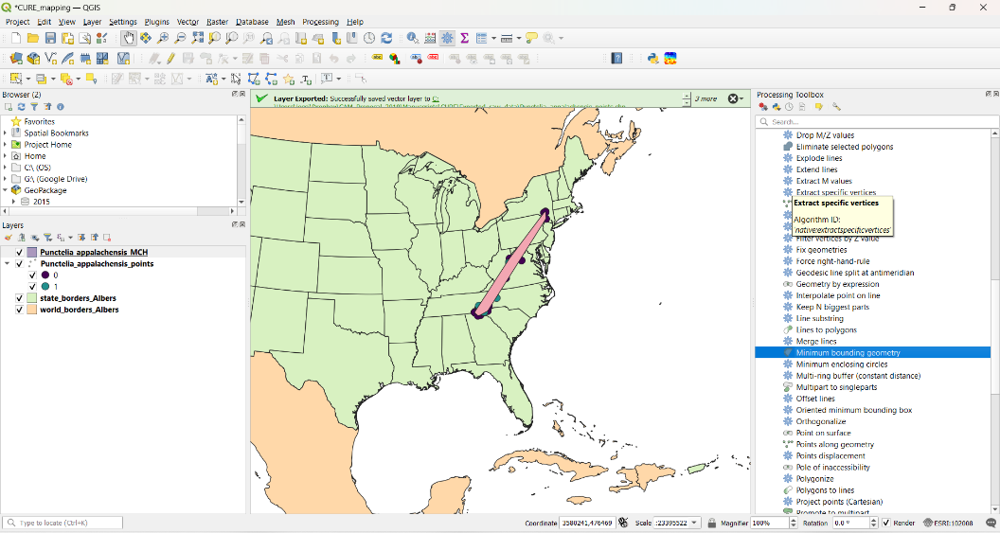 *CURE_mapping — QGIS
Project Edit View Layer Settings Plugins Vector Raster Database Mesh Processing Help
Browser (2)
Favorites
Spatial Bookmarks
Project Home
Home
C:\ (OS)
G:\ (Google Drive)
GeoPackage
2015
Layers
Punctelia_appalachensis_MCH
Punctelia_appalachensis_points
0
1
state_borders_Albers
world_borders_Albers
Layer Exported: Successfully saved vector layer to C:
3 more
Processing Toolbox
Search...
Drop M/Z values
Eliminate selected polygons
Explode lines
Extend lines
Extract M values
Extract specific vertices
Extract specific vertices
Algorithm ID:
'native:extractspecificvertices'
Filter vertices by Z value
Fix geometries
Force right-hand-rule
Geodesic line split at antimeridian
Geometry by expression
Interpolate point on line
Keep N biggest parts
Line substring
Lines to polygons
Merge lines
Minimum bounding geometry
Minimum enclosing circles
Multi-ring buffer (constant distance)
Multipart to singleparts
Offset lines
Oriented minimum bounding box
Orthogonalize
Point on surface
Points along geometry
Points displacement
Pole of inaccessibility
Polygonize
Polygons to lines
Project points (Cartesian)
Promote to multipart
Type to locate (Ctrl+K)
Coordinate 3580241,476469 Scale :23395522 Magnifier 100% Rotation 0.0 ° Render ESRI:102008